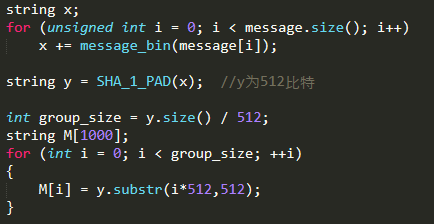 string x;
for (unsigned int i = 0; i < message.size(); i++)
    x += message_bin(message[i]);

string y = SHA_1_PAD(x);  //y为512比特

int group_size = y.size() / 512;
string M[1000];
for (int i = 0; i < group_size; ++i)
{
    M[i] = y.substr(i*512,512);
}